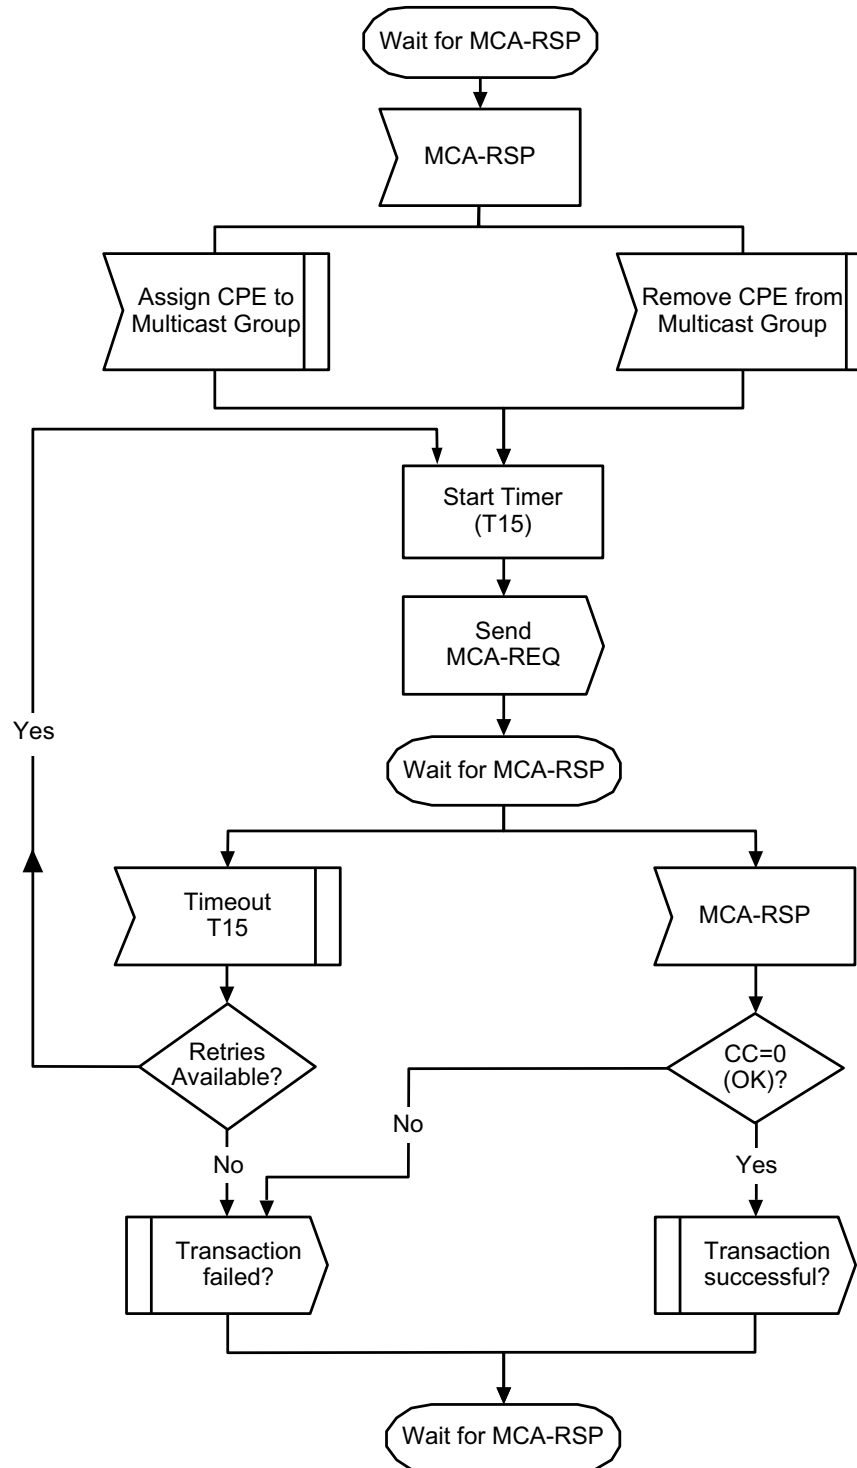 Wait for MCA-RSP
MCA-RSP
Assign CPE to
Multicast Group
Remove CPE from
Multicast Group
Start Timer
(T15)
Send
MCA-REQ
Yes
Wait for MCA-RSP
Timeout
T15
MCA-RSP
Retries
Available?
CC=0
(OK)?
No
No
Yes
Transaction
failed?
Transaction
successful?
Wait for MCA-RSP